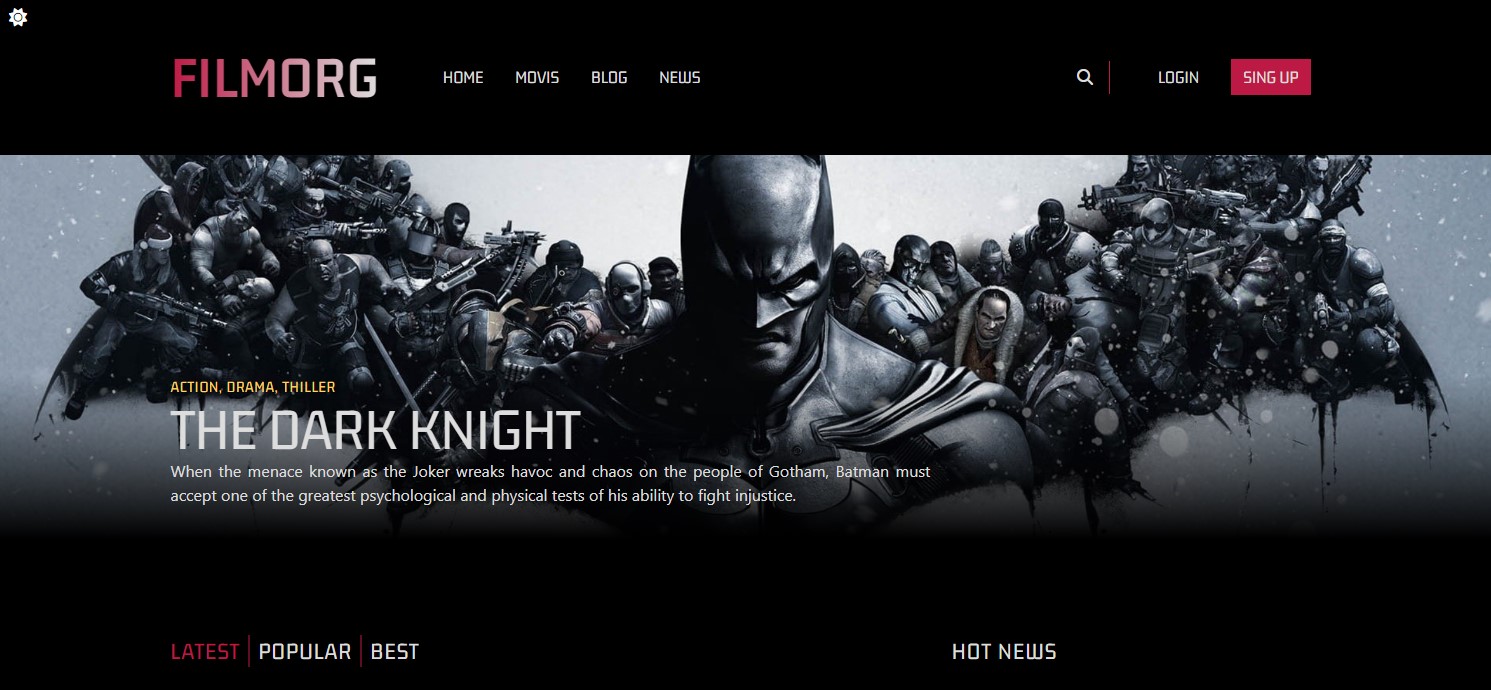 FILMORG
HOME MOVIS BLOG NEWS
LOGIN SING UP
ACTION, DRAMA, THILLER
THE DARK KNIGHT
When the menace known as the Joker wreaks havoc and chaos on the people of Gotham, Batman must
accept one of the greatest psychological and physical tests of his ability to fight injustice.
LATEST POPULAR BEST
HOT NEWS